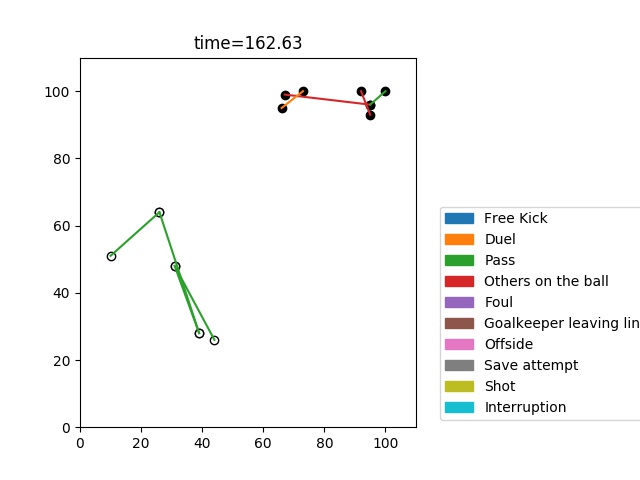 time=162.63
100
80
60
40
20
0
0 20 40 60 80 100
Free Kick
Duel
Pass
Others on the ball
Foul
Goalkeeper leaving lin
Offside
Save attempt
Shot
Interruption